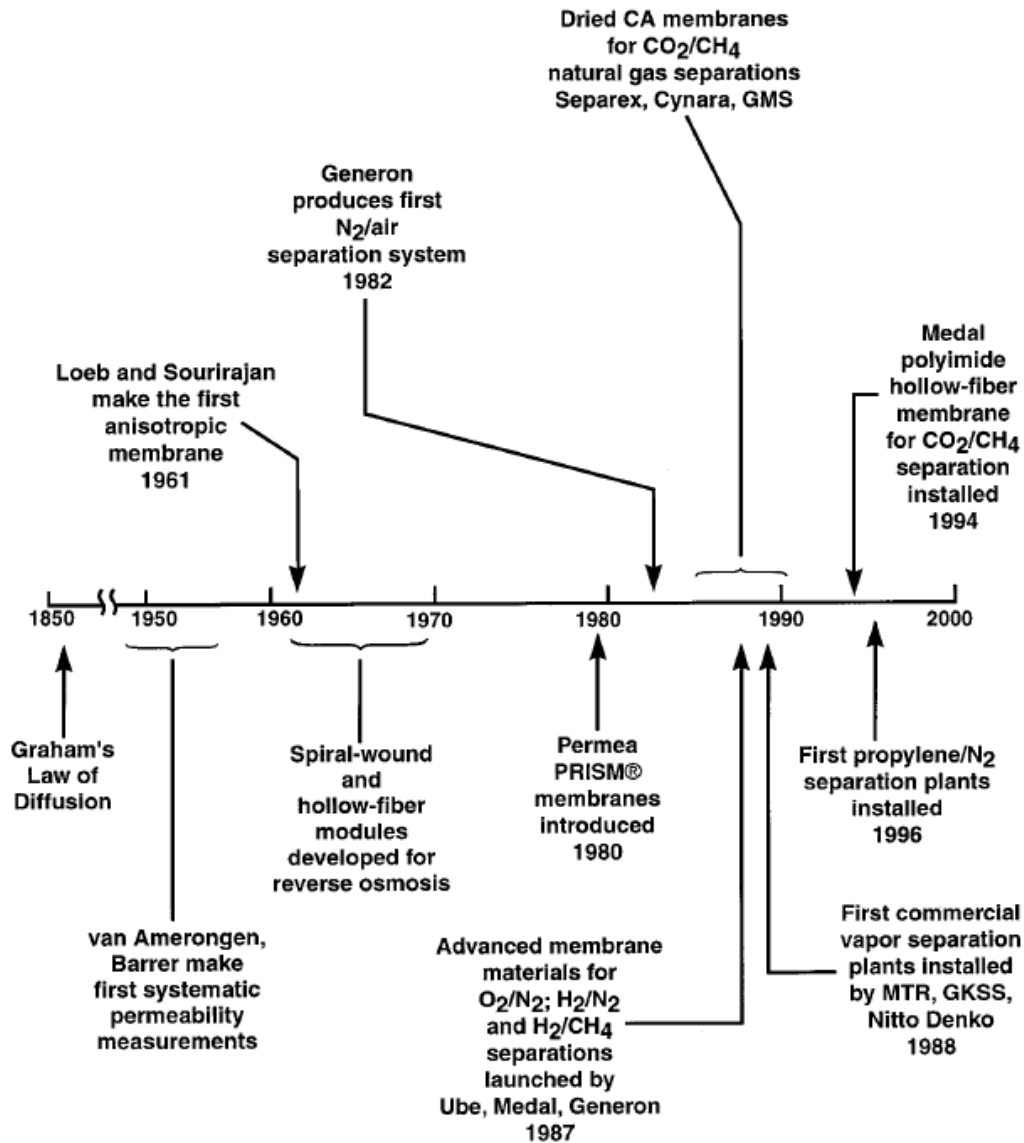 Dried CA membranes
for CO2/CH4
natural gas separations
Separex, Cynara, GMS
Generon
produces first
N2/air
separation system
1982
Loeb and Sourirajan
make the first
anisotropic
membrane
1961
Medal
polyimide
hollow-fiber
membrane
for CO2/CH4
separation
installed
1994
1850 1950 1960 1970 1980 1990 2000
Graham's
Law of
Diffusion
van Amerongen,
Barrer make
first systematic
permeability
measurements
Spiral-wound
and
hollow-fiber
modules
developed for
reverse osmosis
Permea
PRISM®
membranes
introduced
1980
Advanced membrane
materials for
O2/N2; H2/N2
and H2/CH4
separations
launched by
Ube, Medal, Generon
1987
First propylene/N2
separation plants
installed
1996
First commercial
vapor separation
plants installed
by MTR, GKSS,
Nitto Denko
1988